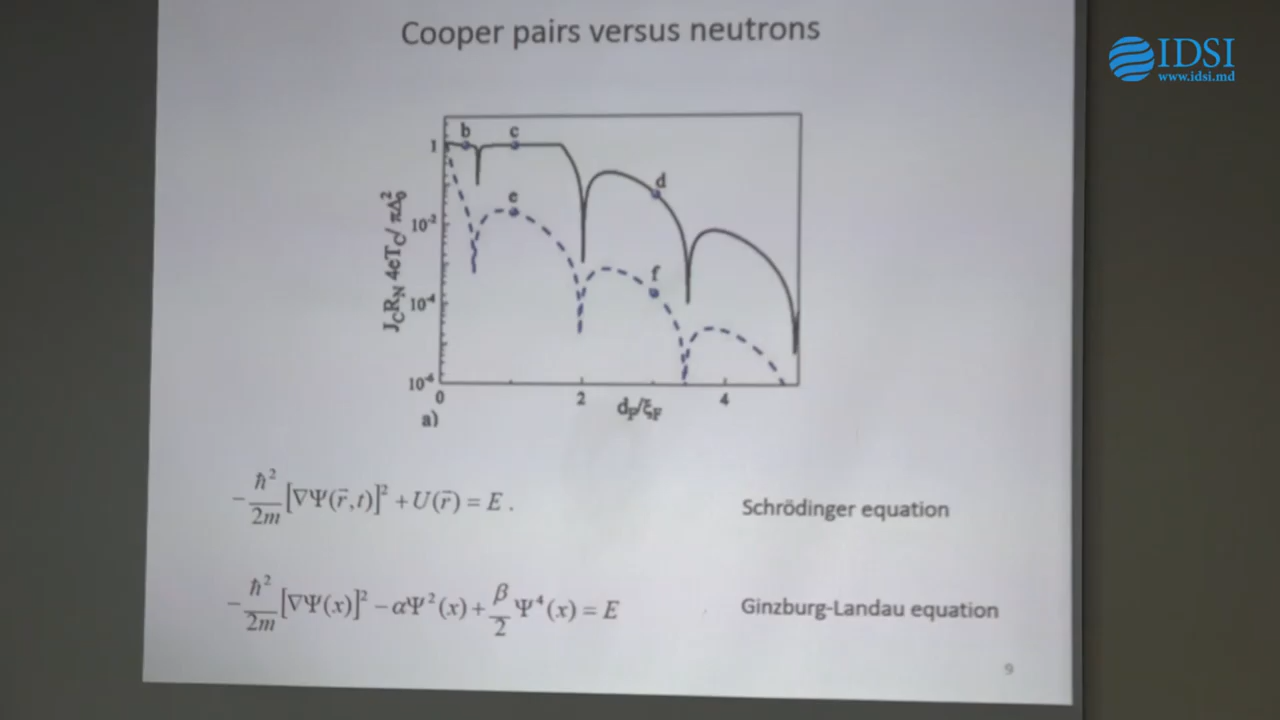 Cooper pairs versus neutrons
IDSI
www.idsi.md
b c
1
e
d
10⁻²
f
10⁻⁴
10⁻⁶
J_C R_N 4eT_C / πΔ₀²
0 2 4
d_F/ξ_F
a)
-ħ²/2m [∇Ψ(r⃗,t)]² + U(r⃗) = E .
Schrödinger equation
-ħ²/2m [∇Ψ(x)]² - αΨ²(x) + β/2 Ψ⁴(x) = E
Ginzburg-Landau equation
9